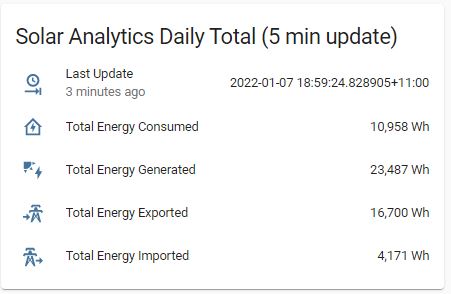 Solar Analytics Daily Total (5 min update)
Last Update
3 minutes ago
2022-01-07 18:59:24.828905+11:00
Total Energy Consumed 10,958 Wh
Total Energy Generated 23,487 Wh
Total Energy Exported 16,700 Wh
Total Energy Imported 4,171 Wh